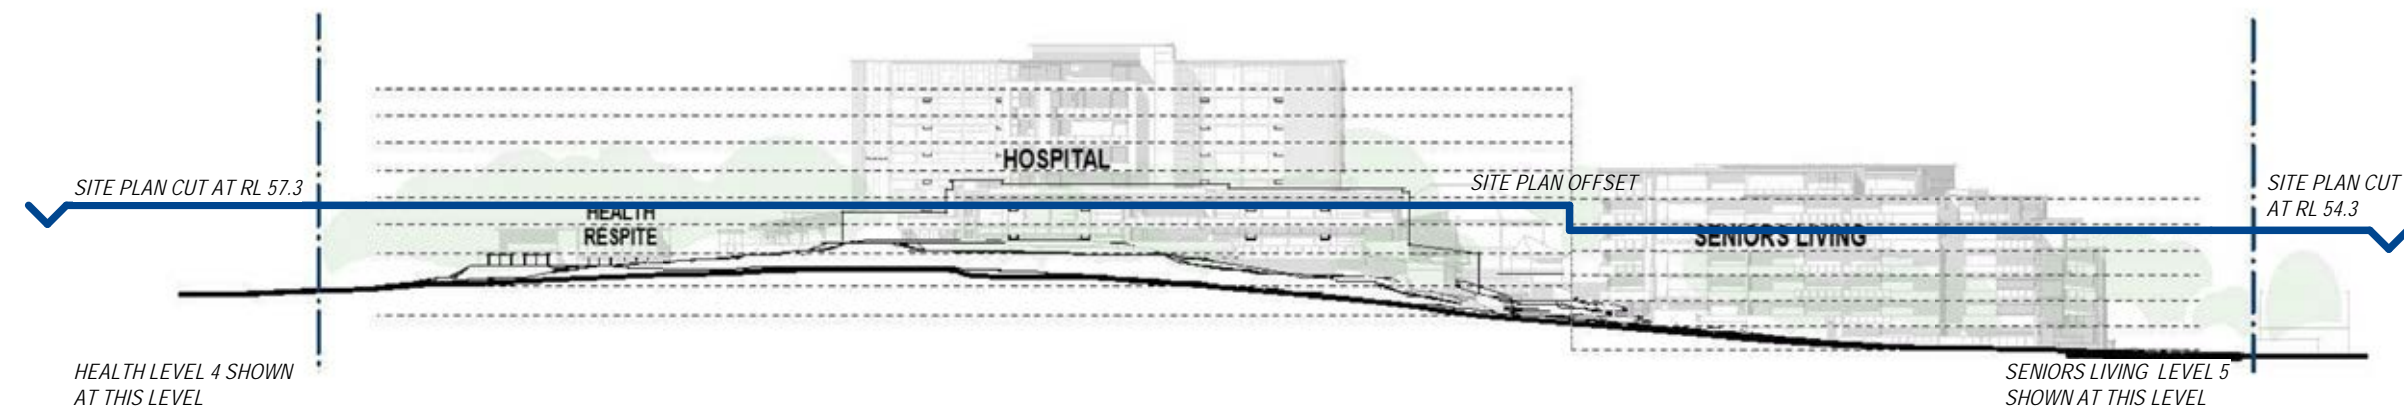 HOSPITAL
SITE PLAN CUT AT RL 57.3
SITE PLAN OFFSET
SITE PLAN CUT
AT RL 54.3
HEALTH
RESPITE
SENIORS LIVING
HEALTH LEVEL 4 SHOWN
AT THIS LEVEL
SENIORS LIVING LEVEL 5
SHOWN AT THIS LEVEL